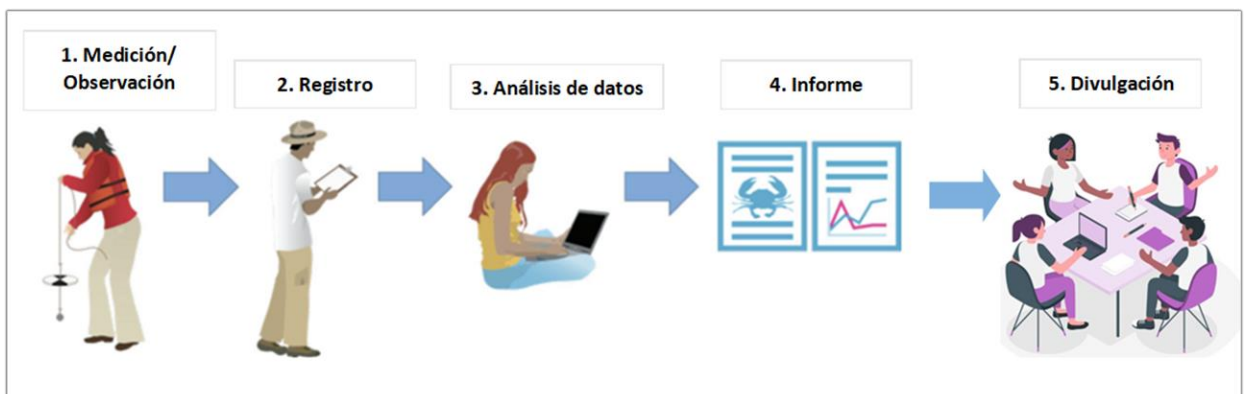 1. Medición/
Observación
2. Registro
3. Análisis de datos
4. Informe
5. Divulgación